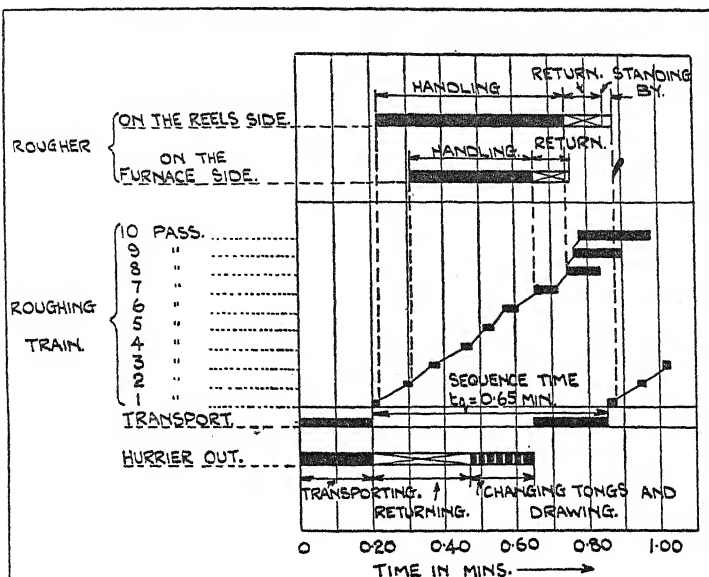 RETURN. STANDING
HANDLING BY.
ON THE REELS SIDE.
ROUGHER
ON THE
FURNACE SIDE.
HANDLING. RETURN.
10 PASS.
9 "
8 "
7 "
6 "
5 "
4 "
3 "
2 "
1 "
ROUGHING
TRAIN.
SEQUENCE TIME
tq = 0.65 MIN.
TRANSPORT.
HURRIER OUT.
TRANSPORTING. CHANGING TONGS AND
RETURNING. DRAWING.
0 0·20 0·40 0·60 0·80 1·00
TIME IN MINS.